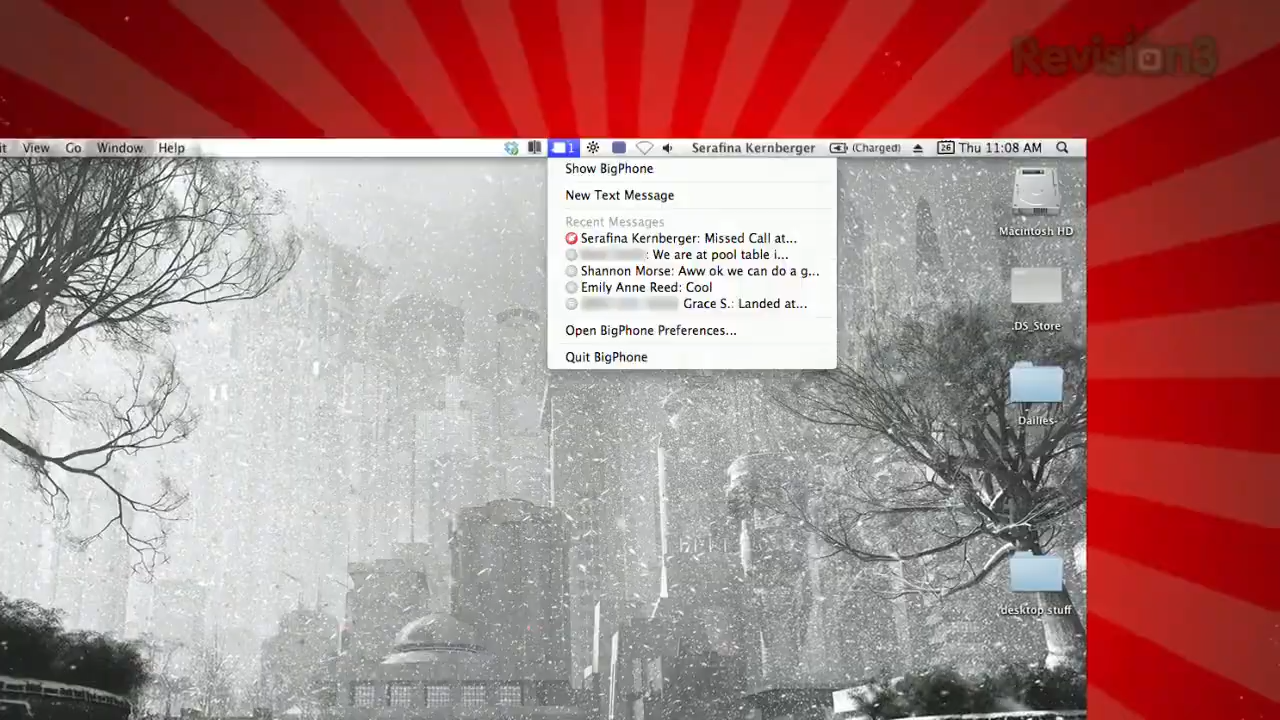 Revision3
it View Go Window Help 1 Serafina Kernberger (Charged) 26 Thu 11:08 AM
Show BigPhone
New Text Message
Recent Messages
Serafina Kernberger: Missed Call at...
: We are at pool table i...
Shannon Morse: Aww ok we can do a g...
Emily Anne Reed: Cool
Grace S.: Landed at...
Open BigPhone Preferences...
Quit BigPhone
Macintosh HD
.DS_Store
Dailies-
desktop stuff